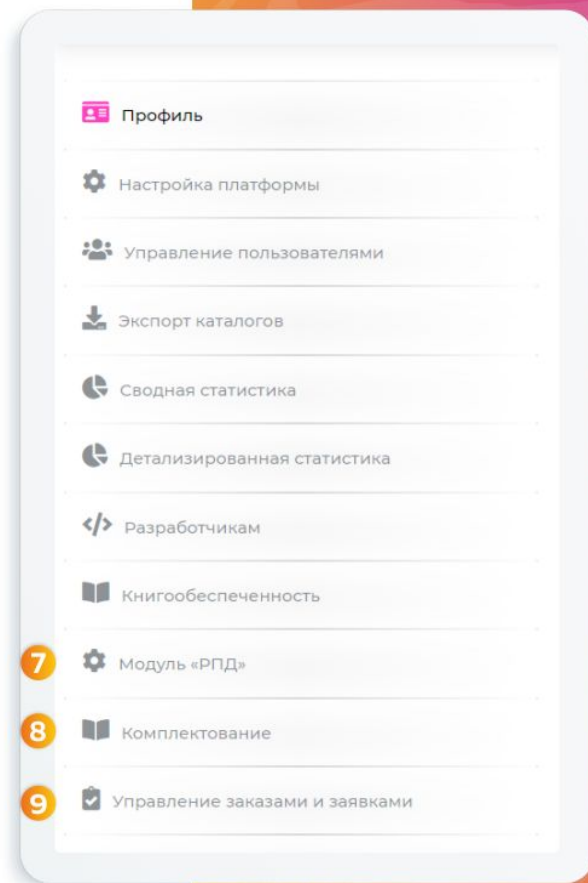 Профиль
Настройка платформы
Управление пользователями
Экспорт каталогов
Сводная статистика
Детализированная статистика
Разработчикам
Книгообеспеченность
7 Модуль «РПД»
8 Комплектование
9 Управление заказами и заявками